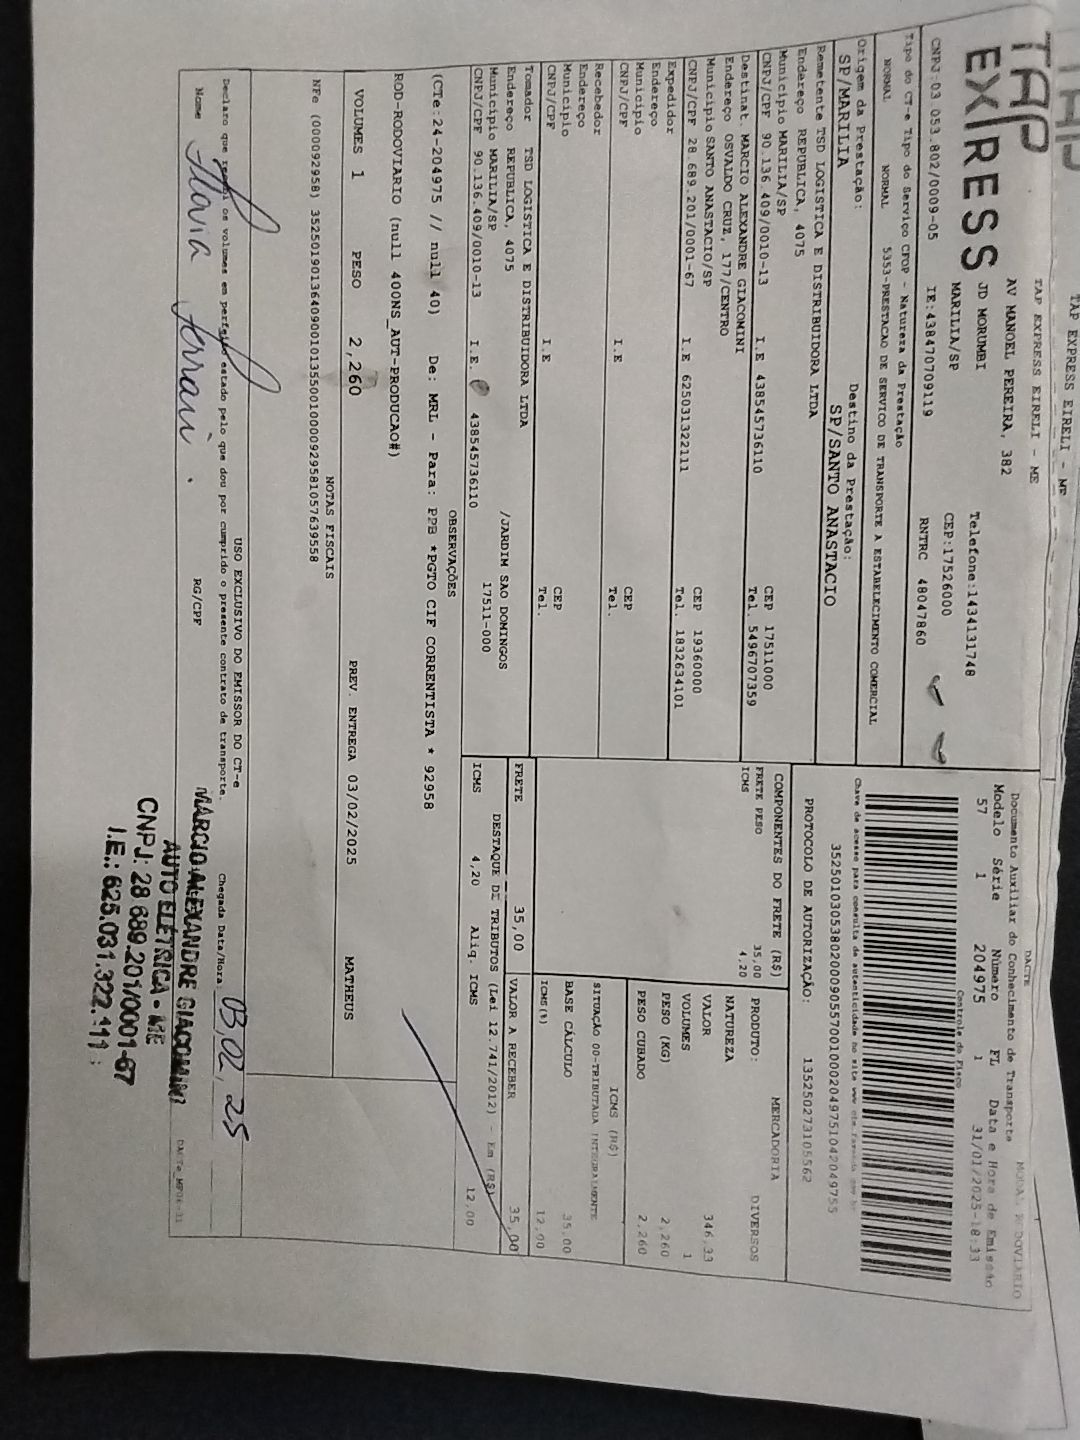 TAP EXPRESS EIRELI - ME
TAP
EXPRESS
TAP EXPRESS EIRELI - ME
AV MANOEL PEREIRA, 382
JD MORUMBI
MARILIA/SP
Telefone:1434131748
CEP:17526000
CNPJ:03.053.802/0009-05 IE:438470709119 RNTRC 48047860
DACTE
Documento Auxiliar do Conhecimento de Transporte
MODAL RODOVIARIO
Modelo Série Número FL Data e Hora de Emissão
57 1 204975 1 31/01/2025-18:33
Controle do Fisco
Tipo do CT-e Tipo do Serviço CFOP - Natureza da Prestação
NORMAL NORMAL 5353-PRESTACAO DE SERVICO DE TRANSPORTE A ESTABELECIMENTO COMERCIAL
Chave de acesso para consulta de autenticidade no site
35250103053802000905570010002049751042049755
Origem da Prestação: Destino da Prestação:
SP/MARILIA SP/SANTO ANASTACIO
PROTOCOLO DE AUTORIZAÇÃO: 135250273105562
Remetente TSD LOGISTICA E DISTRIBUIDORA LTDA
Endereço REPUBLICA, 4075
Município MARILIA/SP CEP 17511000
CNPJ/CPF 90.136.409/0010-13 I.E 438545736110 Tel. 5496707359
Destinat. MARCIO ALEXANDRE GIACOMINI
Endereço OSVALDO CRUZ, 177/CENTRO
Município SANTO ANASTACIO/SP CEP 19360000
CNPJ/CPF 28.689.201/0001-67 I.E 625031322111 Tel. 1832634101
Expedidor
Endereço
Município CEP
CNPJ/CPF I.E Tel.
Recebedor
Endereço
Município CEP
CNPJ/CPF I.E Tel.
COMPONENTES DO FRETE (R$)
FRETE PESO 35,00
ICMS 4,20
MERCADORIA
PRODUTO: DIVERSOS
NATUREZA
VALOR 346,33
VOLUMES 1
PESO (KG) 2,260
PESO CUBADO 2,260
ICMS (R$)
SITUAÇÃO 00-TRIBUTADA INTEGRALMENTE
BASE CÁLCULO 35,00
ICMS(%) 12,00
Tomador TSD LOGISTICA E DISTRIBUIDORA LTDA
Endereço REPUBLICA, 4075 /JARDIM SAO DOMINGOS
Município MARILIA/SP 17511-000
CNPJ/CPF 90.136.409/0010-13 I.E. 438545736110
FRETE 35,00 VALOR A RECEBER 35,00
DESTAQUE DE TRIBUTOS (Lei 12.741/2012) - Em (R$)
ICMS 4,20 Aliq. ICMS 12,00
OBSERVAÇÕES
(CTe:24-204975 // null 40) De: MRL - Para: PPB *PGTO CIF CORRENTISTA * 92958
ROD-RODOVIARIO (null 400NS_AUT-PRODUCAO#)
VOLUMES 1 PESO 2,260 PREV. ENTREGA 03/02/2025 MATHEUS
NOTAS FISCAIS
NFe (000092958) 35250190136409001013550010000929581057639558
USO EXCLUSIVO DO EMISSOR DO CT-e
Declaro que recebi os volumes em perfeito estado pelo que dou por cumprido o presente contrato de transporte. Chegada Data/Hora: 03,02,25
Nome Flavia Ferrari. RG/CPF
MARCIO ALEXANDRE GIACOMINI
AUTO ELÉTRICA - ME
CNPJ: 28 689.201/0001-67
I.E.: 625.031.322.111